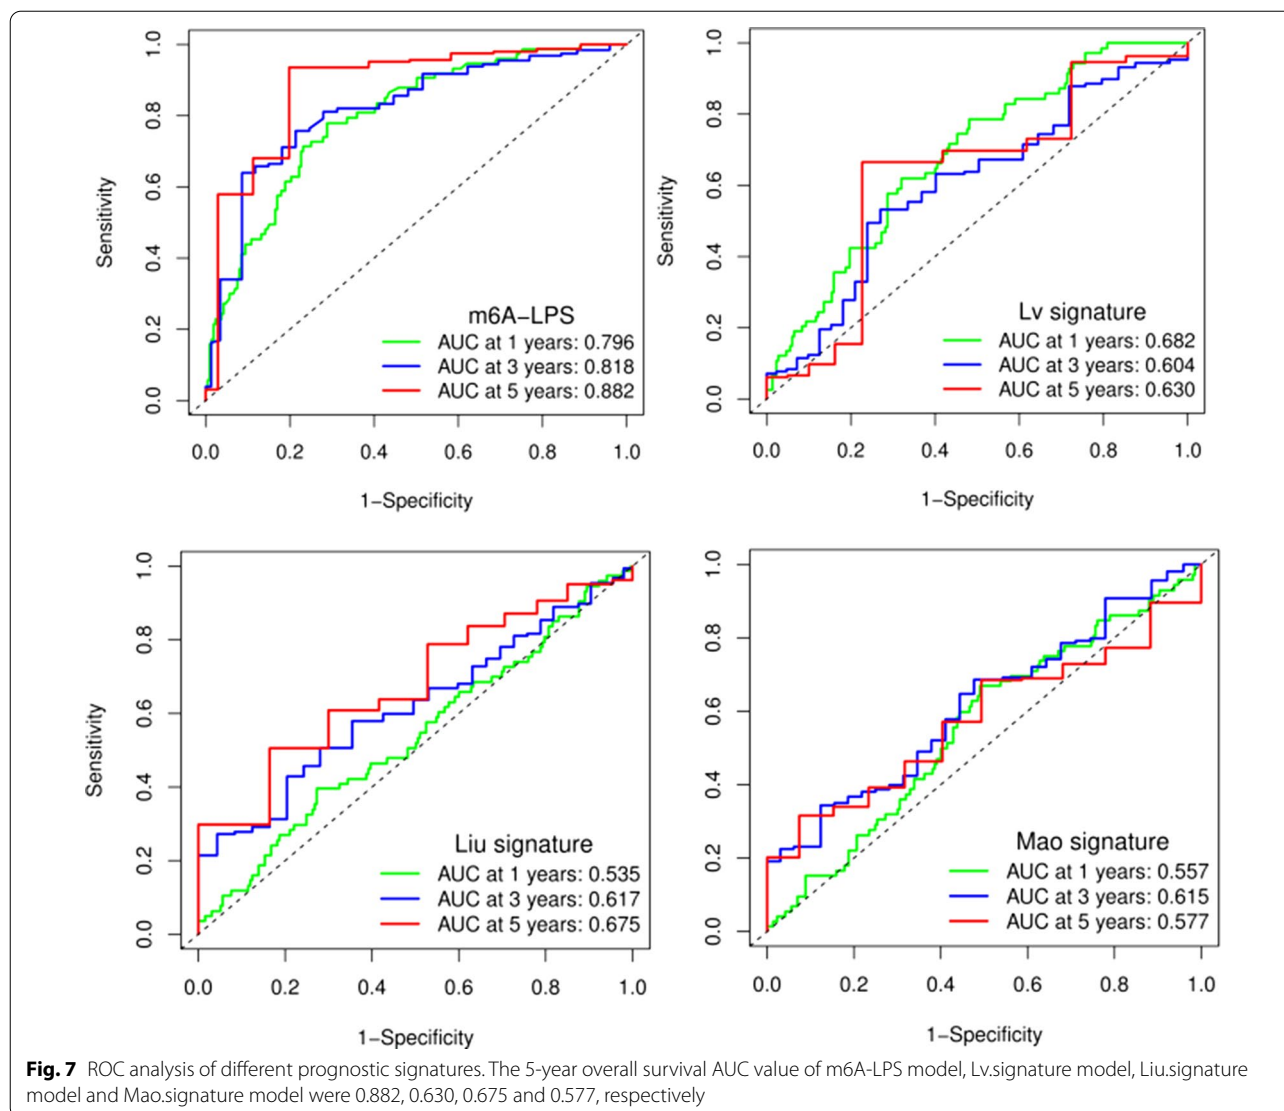 1.0
0.8
0.6
0.4
0.2
0.0
Sensitivity
m6A−LPS
AUC at 1 years: 0.796
AUC at 3 years: 0.818
AUC at 5 years: 0.882
0.0 0.2 0.4 0.6 0.8 1.0
1−Specificity
1.0
0.8
0.6
0.4
0.2
0.0
Sensitivity
Lv signature
AUC at 1 years: 0.682
AUC at 3 years: 0.604
AUC at 5 years: 0.630
0.0 0.2 0.4 0.6 0.8 1.0
1−Specificity
1.0
0.8
0.6
0.4
0.2
0.0
Sensitivity
Liu signature
AUC at 1 years: 0.535
AUC at 3 years: 0.617
AUC at 5 years: 0.675
0.0 0.2 0.4 0.6 0.8 1.0
1−Specificity
1.0
0.8
0.6
0.4
0.2
0.0
Mao signature
AUC at 1 years: 0.557
AUC at 3 years: 0.615
AUC at 5 years: 0.577
0.0 0.2 0.4 0.6 0.8 1.0
1−Specificity
Fig. 7 ROC analysis of different prognostic signatures. The 5-year overall survival AUC value of m6A-LPS model, Lv.signature model, Liu.signature
model and Mao.signature model were 0.882, 0.630, 0.675 and 0.577, respectively